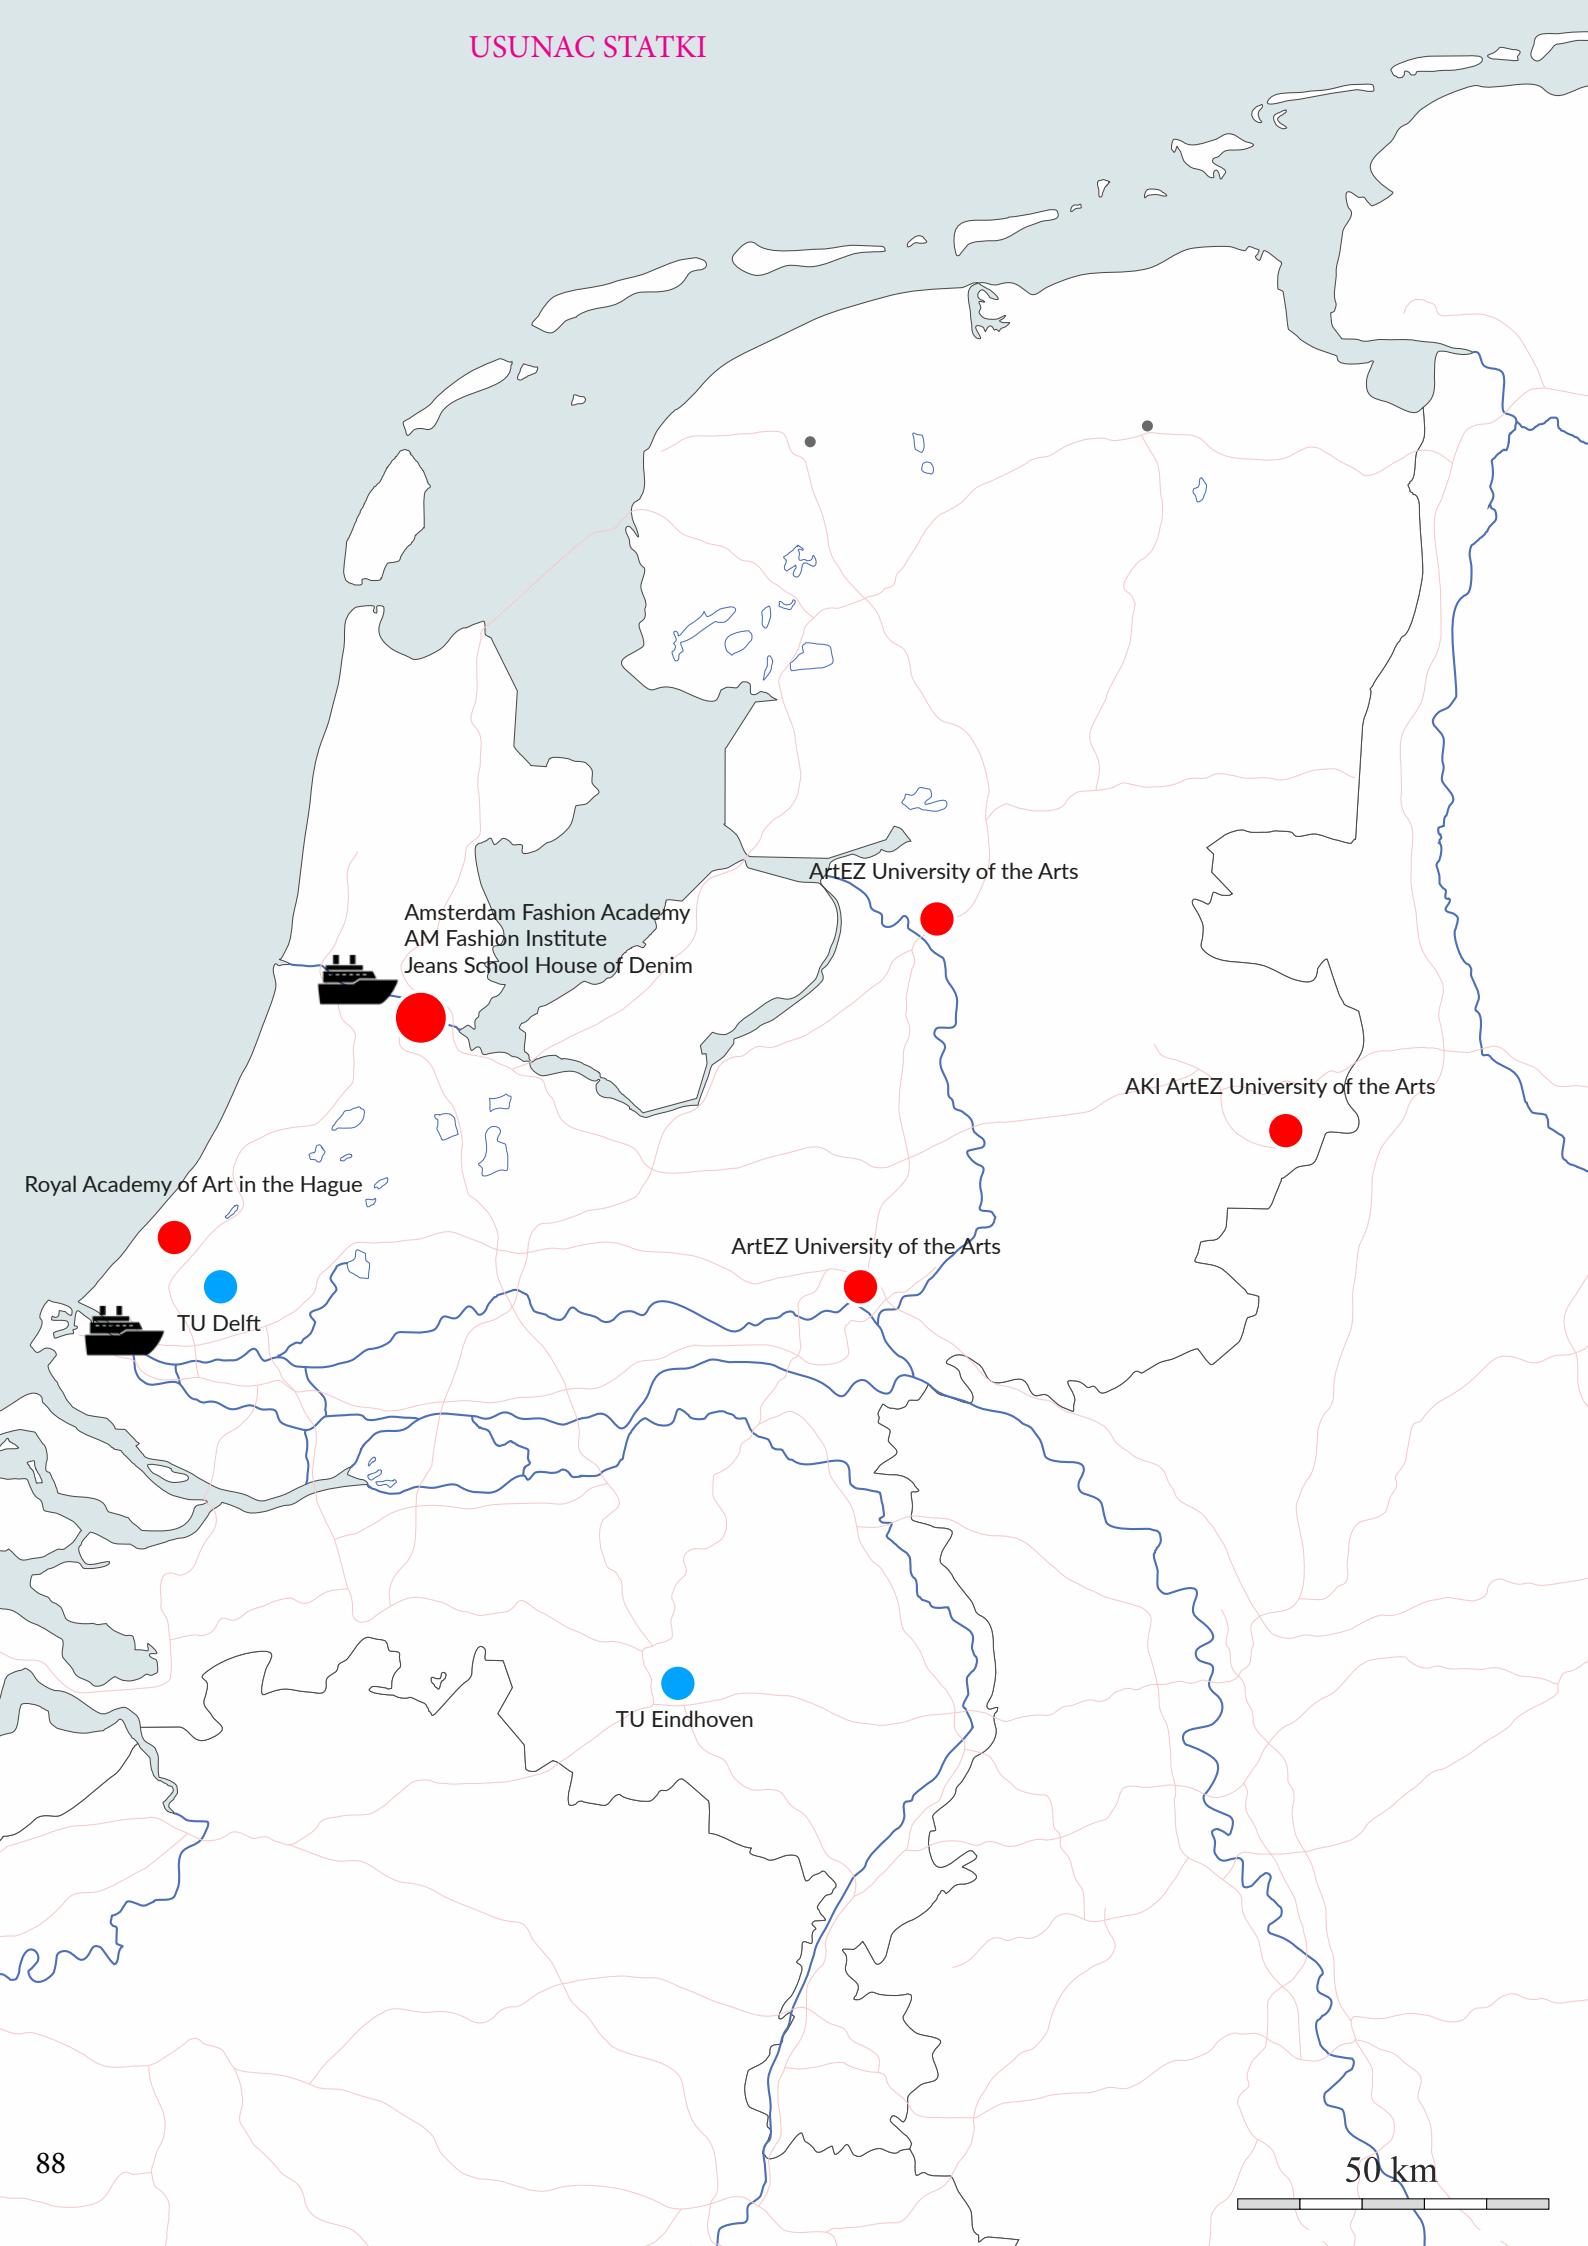 USUNAC STATKI
ArtEZ University of the Arts
Amsterdam Fashion Academy
AM Fashion Institute
Jeans School House of Denim
AKI ArtEZ University of the Arts
Royal Academy of Art in the Hague
ArtEZ University of the Arts
TU Delft
TU Eindhoven
88
50 km